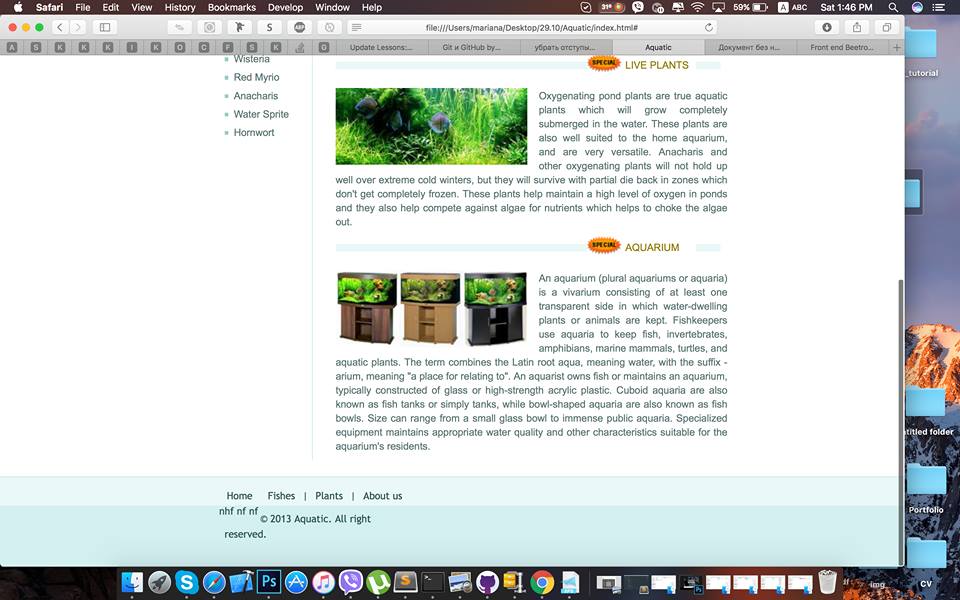 Safari File Edit View History Bookmarks Develop Window Help 31° 59% A ABC Sat 1:46 PM
S ABP file:///Users/mariana/Desktop/29.10/Aquatic/index.html#
A S K K K I K O C F S K G Update Lessons:... Git и GitHub by... убрать отступы... Aquatic Документ без н... Front end Beetro...
_tutorial
Wisteria
Red Myrio
Anacharis
Water Sprite
Hornwort
SPECIAL LIVE PLANTS
Oxygenating pond plants are true aquatic
plants which will grow completely
submerged in the water. These plants are
also well suited to the home aquarium,
and are very versatile. Anacharis and
other oxygenating plants will not hold up
well over extreme cold winters, but they will survive with partial die back in zones which
don't get completely frozen. These plants help maintain a high level of oxygen in ponds
and they also help compete against algae for nutrients which helps to choke the algae
out.
SPECIAL AQUARIUM
An aquarium (plural aquariums or aquaria)
is a vivarium consisting of at least one
transparent side in which water-dwelling
plants or animals are kept. Fishkeepers
use aquaria to keep fish, invertebrates,
amphibians, marine mammals, turtles, and
aquatic plants. The term combines the Latin root aqua, meaning water, with the suffix -
arium, meaning "a place for relating to". An aquarist owns fish or maintains an aquarium,
typically constructed of glass or high-strength acrylic plastic. Cuboid aquaria are also
known as fish tanks or simply tanks, while bowl-shaped aquaria are also known as fish
bowls. Size can range from a small glass bowl to immense public aquaria. Specialized
equipment maintains appropriate water quality and other characteristics suitable for the
aquarium's residents.
Home Fishes | Plants | About us
nhf nf nf
© 2013 Aquatic. All right
reserved.
titled folder
Portfolio
Ps
img
CV